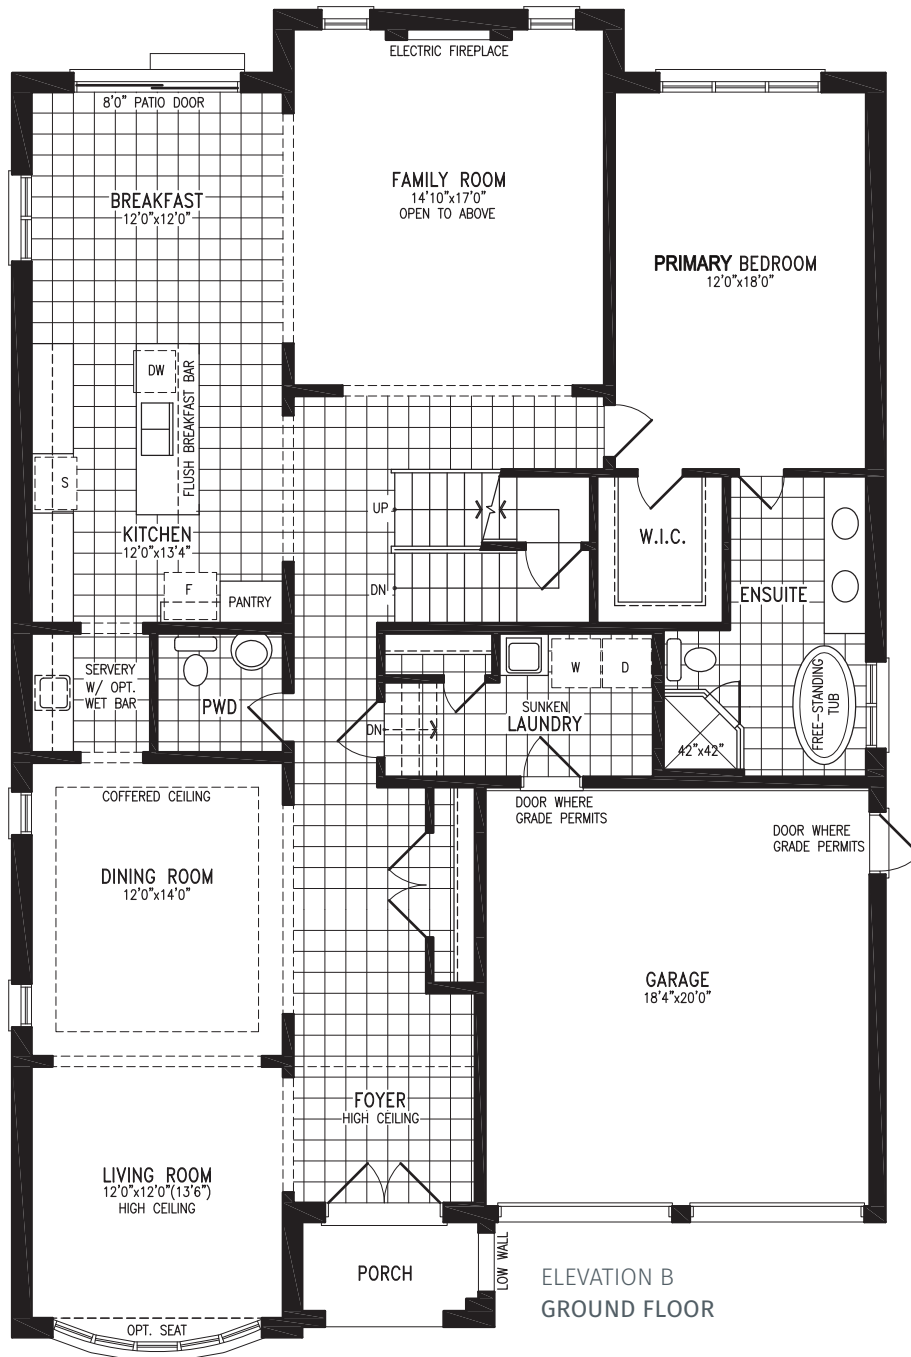 ELECTRIC FIREPLACE
8'0" PATIO DOOR
BREAKFAST
12'0"x12'0"
FAMILY ROOM
14'10"x17'0"
OPEN TO ABOVE
PRIMARY BEDROOM
12'0"x18'0"
DW
FLUSH BREAKFAST BAR
S
KITCHEN
12'0"x13'4"
F
PANTRY
UP
DN
W.I.C.
ENSUITE
SERVERY
W/ OPT.
WET BAR
PWD
DN
SUNKEN
LAUNDRY
W
D
42"x42"
FREE-STANDING
TUB
COFFERED CEILING
DINING ROOM
12'0"x14'0"
DOOR WHERE
GRADE PERMITS
DOOR WHERE
GRADE PERMITS
GARAGE
18'4"x20'0"
FOYER
HIGH CEILING
LIVING ROOM
12'0"x12'0"(13'6")
HIGH CEILING
PORCH
LOW WALL
OPT. SEAT
ELEVATION B
GROUND FLOOR